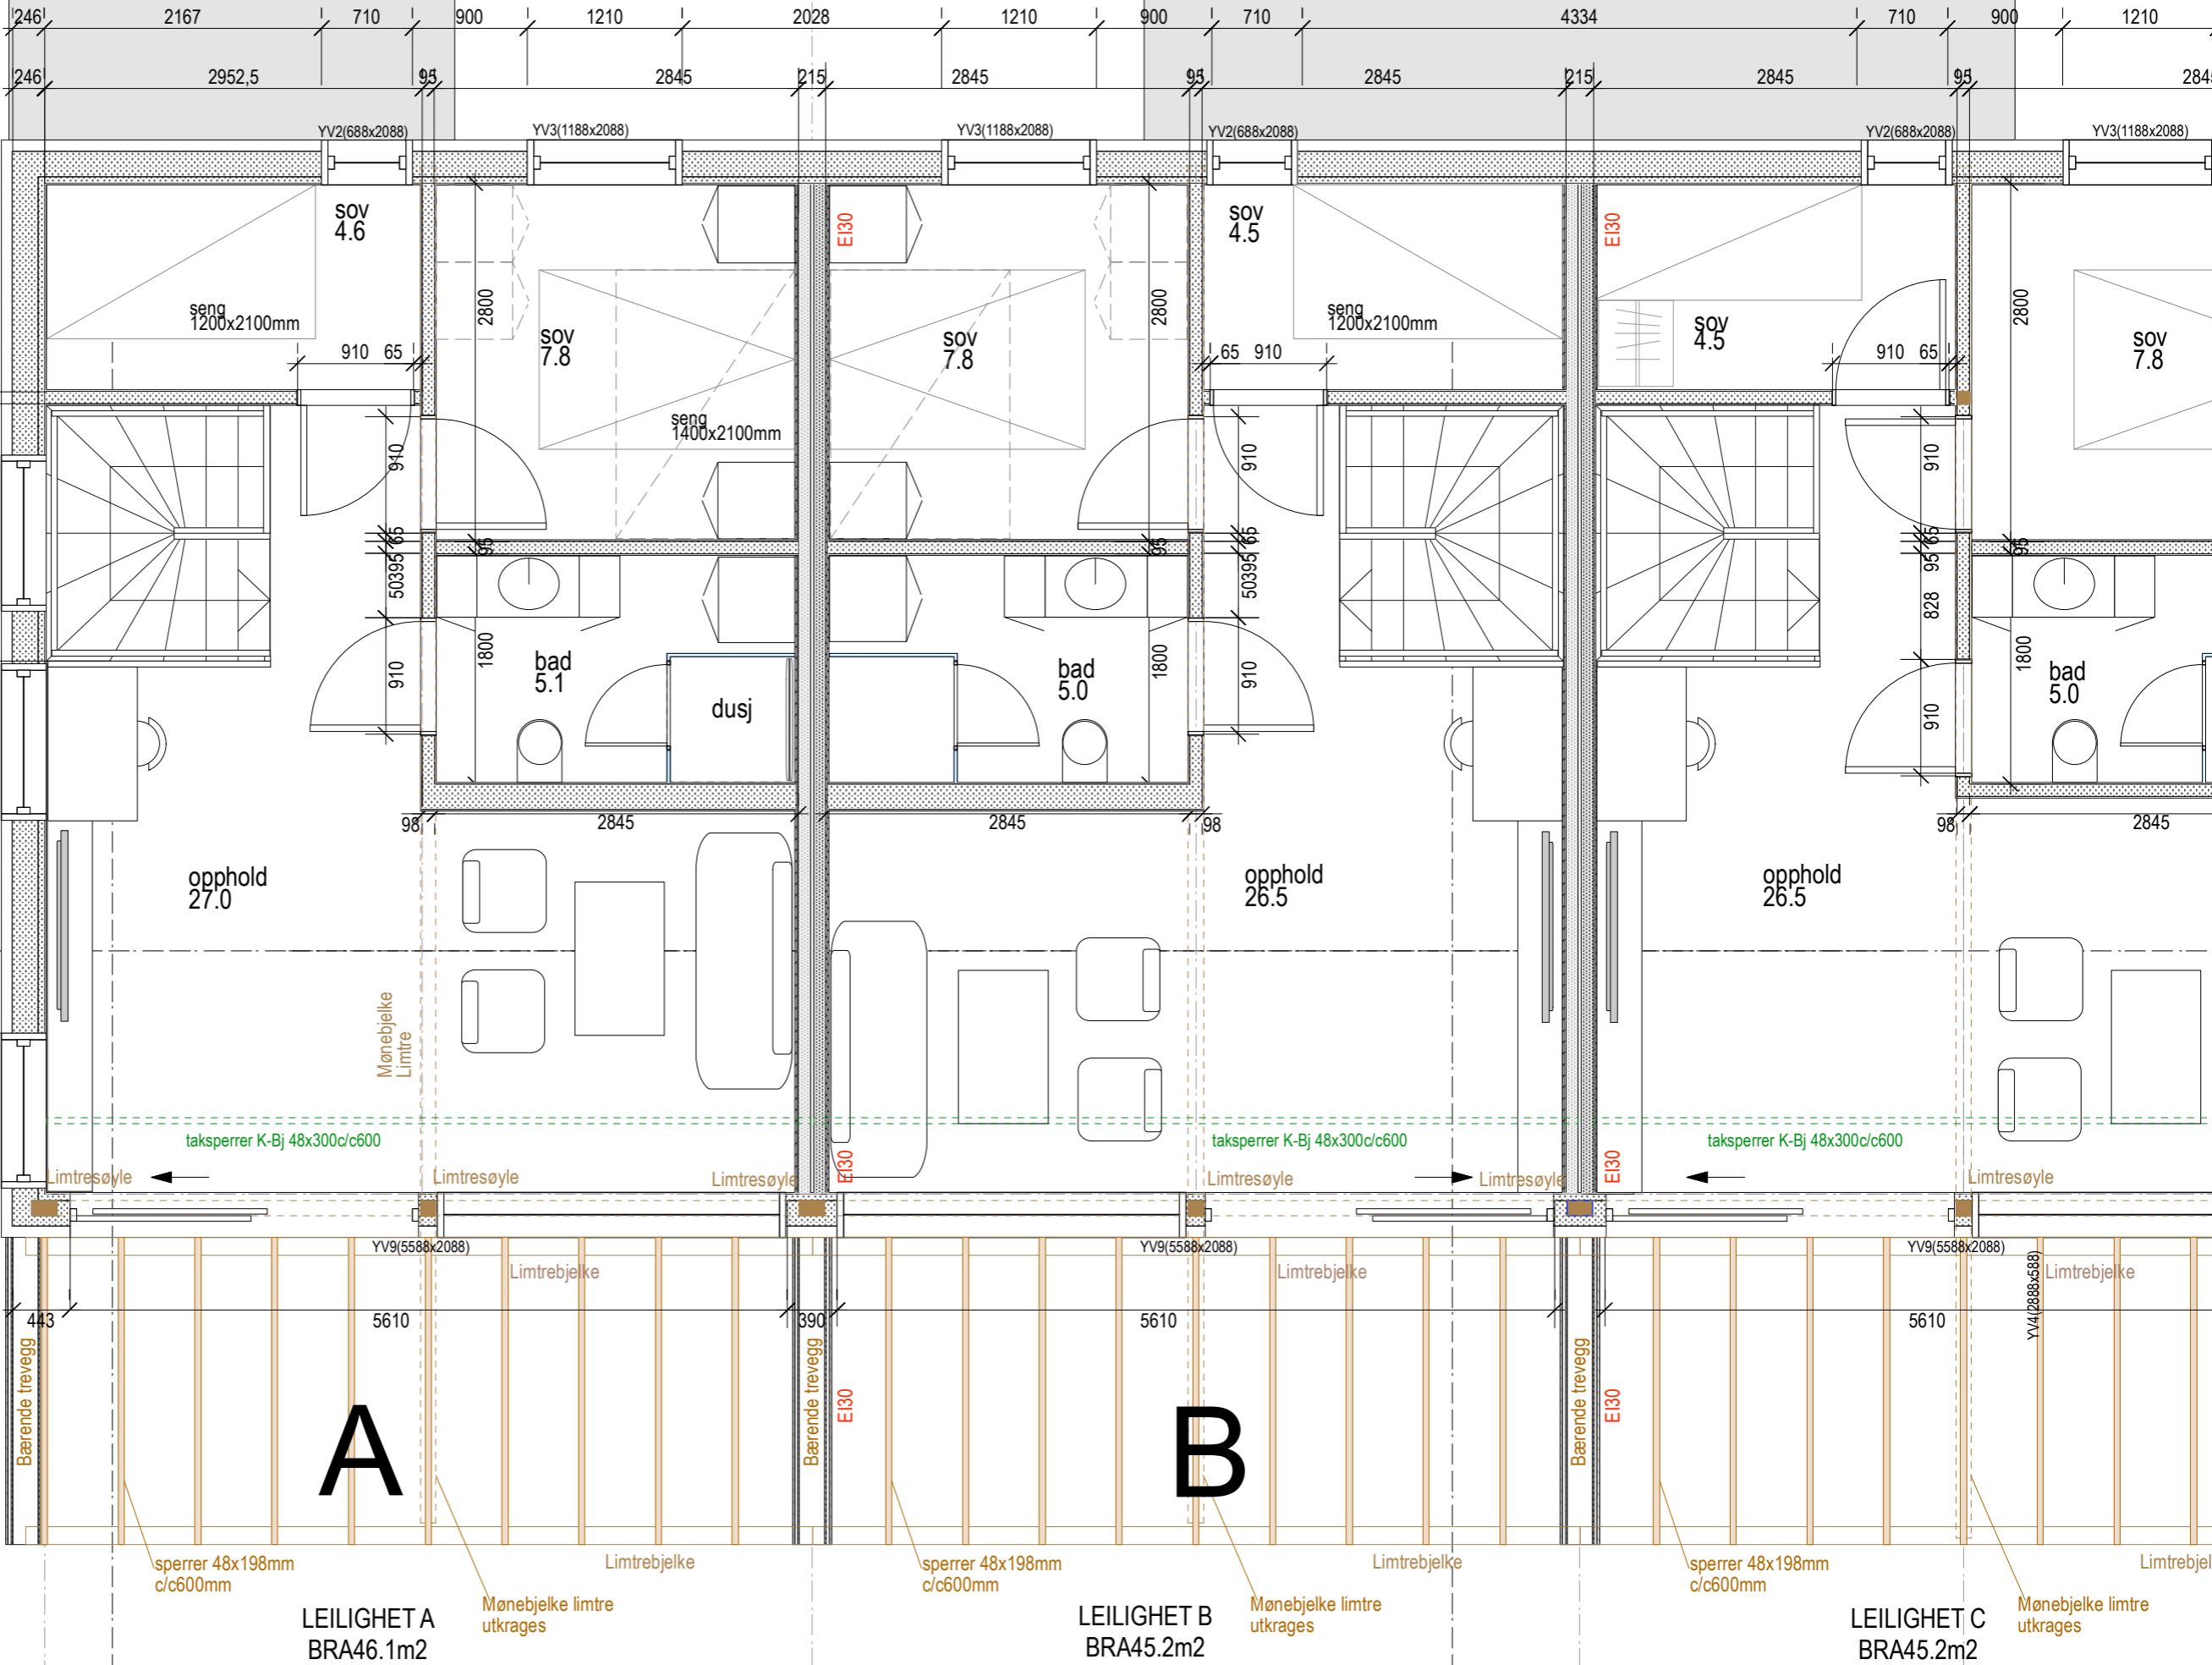 246 2167 710 900 1210 2028 1210 900 710 4334 710 900 1210
246 2952,5 95 2845 215 2845 95 2845 215 2845 95
YV2(688x2088) YV3(1188x2088) YV3(1188x2088) YV2(688x2088) YV2(688x2088) YV3(1188x2088)
sov
4.6
EI30
sov
4.5
EI30
seng
1200x2100mm
2800
sov
7.8
sov
7.8
2800
seng
1200x2100mm
sov
4.5
2800
sov
7.8
910 65
65 910
910 65
seng
1400x2100mm
910
910
910
65
95
95
65
65
95
50395
50395
95
828
1800
bad
5.1
bad
5.0
1800
1800
bad
5.0
910
dusj
910
910
98 2845 2845 98 98 2845
opphold
27.0
opphold
26.5
opphold
26.5
Mønebjelke
Limtre
taksperrer K-Bj 48x300c/c600
taksperrer K-Bj 48x300c/c600
taksperrer K-Bj 48x300c/c600
Limtresøyle Limtresøyle Limtresøyle EI30 Limtresøyle Limtresøyle EI30 Limtresøyle
YV9(5588x2088) YV9(5588x2088) YV9(5588x2088)
Limtrebjelke Limtrebjelke Limtrebjelke
YV4(2888x588)
443 5610 390 5610 5610
Bærende trevegg
A
Bærende trevegg
EI30
B
Bærende trevegg
EI30
sperrer 48x198mm
c/c600mm
Limtrebjelke
sperrer 48x198mm
c/c600mm
Limtrebjelke
sperrer 48x198mm
c/c600mm
Mønebjelke limtre
utkrages
Mønebjelke limtre
utkrages
Mønebjelke limtre
utkrages
LEILIGHET A
BRA46.1m2
LEILIGHET B
BRA45.2m2
LEILIGHET C
BRA45.2m2